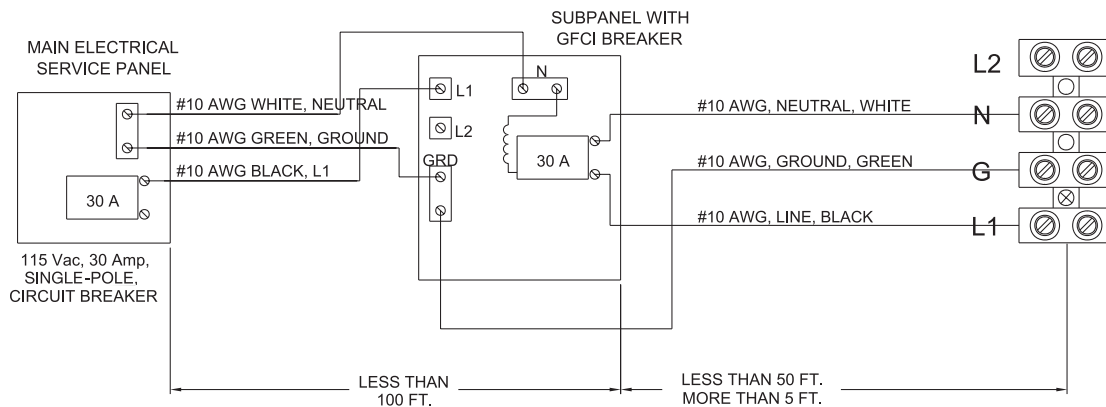 MAIN ELECTRICAL
SERVICE PANEL
#10 AWG WHITE, NEUTRAL
#10 AWG GREEN, GROUND
#10 AWG BLACK, L1
30 A
115 Vac, 30 Amp,
SINGLE-POLE,
CIRCUIT BREAKER
SUBPANEL WITH
GFCI BREAKER
N
L1
L2
GRD
30 A
#10 AWG, NEUTRAL, WHITE
#10 AWG, GROUND, GREEN
#10 AWG, LINE, BLACK
L2
N
G
L1
LESS THAN
100 FT.
LESS THAN 50 FT.
MORE THAN 5 FT.